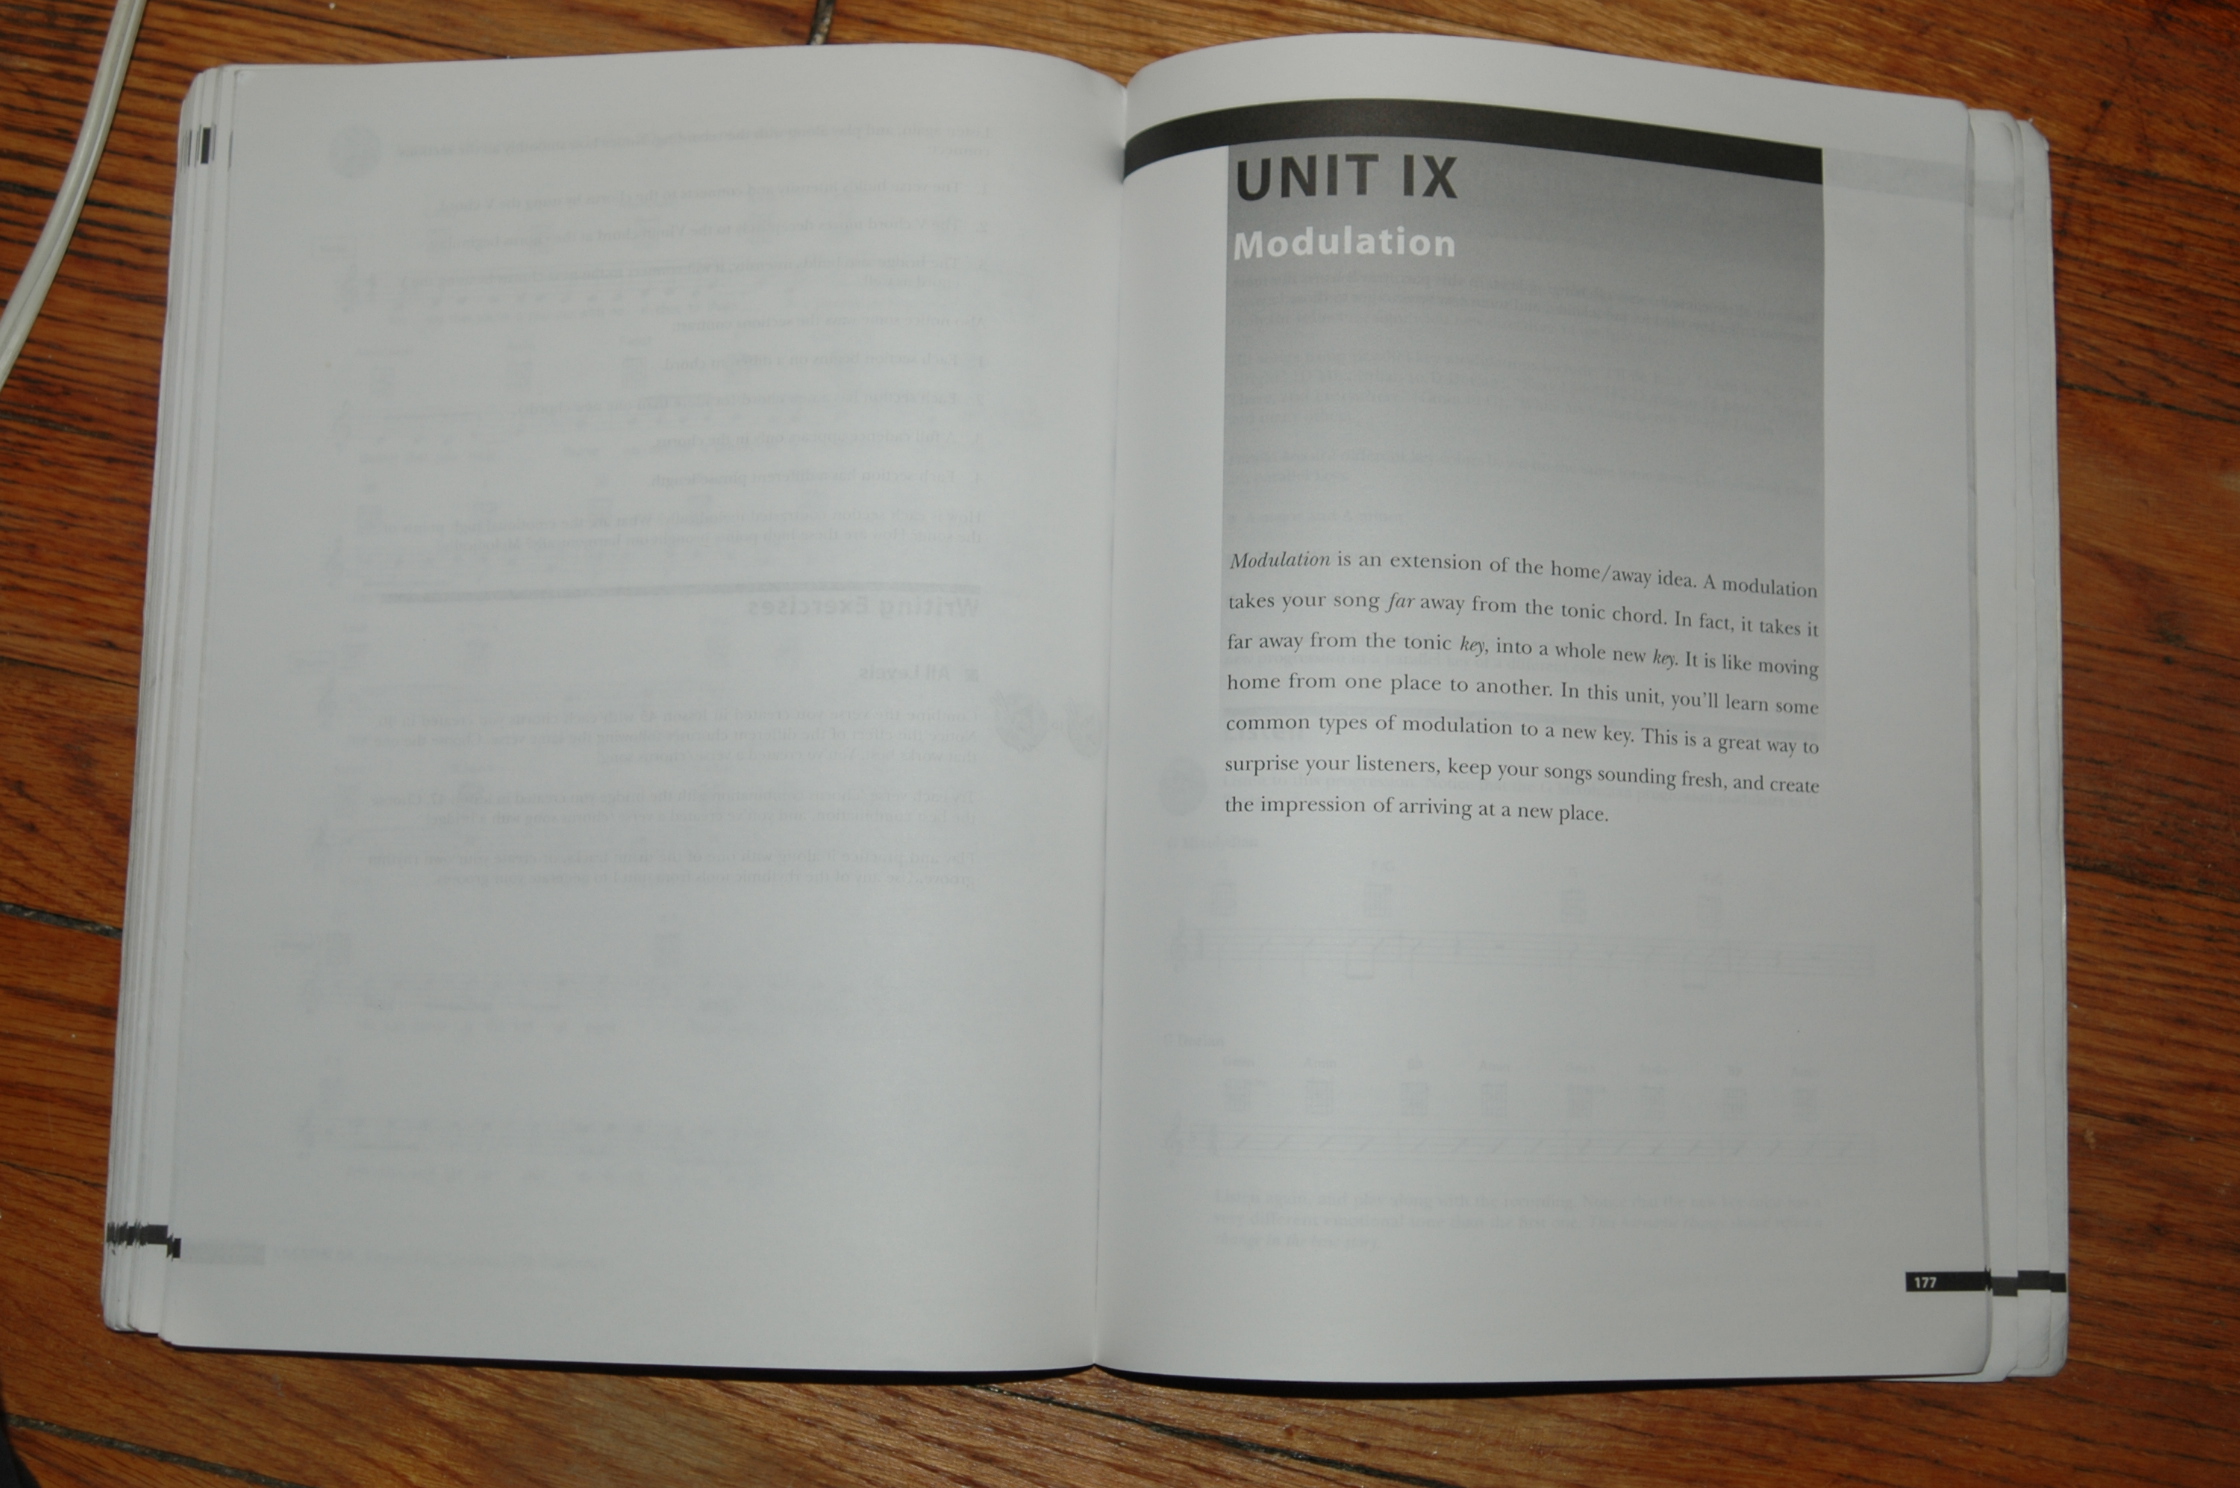 UNIT IX
Modulation
Modulation is an extension of the home/away idea. A modulation
takes your song far away from the tonic chord. In fact, it takes it
far away from the tonic key, into a whole new key. It is like moving
home from one place to another. In this unit, you'll learn some
common types of modulation to a new key. This is a great way to
surprise your listeners, keep your songs sounding fresh, and create
the impression of arriving at a new place.
177